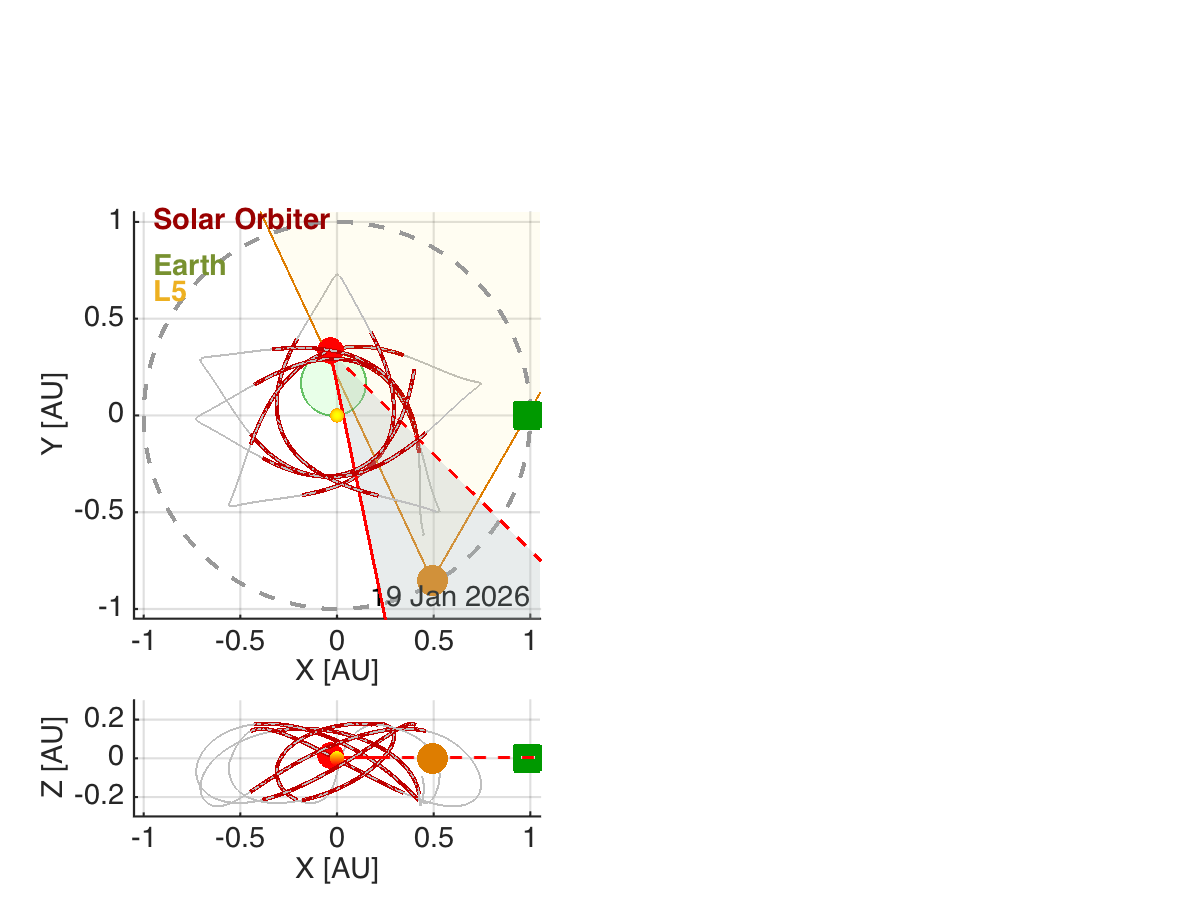 Solar Orbiter
Earth
L5
1
0.5
0
-0.5
-1
Y [AU]
19 Jan 2026
-1 -0.5 0 0.5 1
X [AU]
0.2
0
-0.2
Z [AU]
-1 -0.5 0 0.5 1
X [AU]